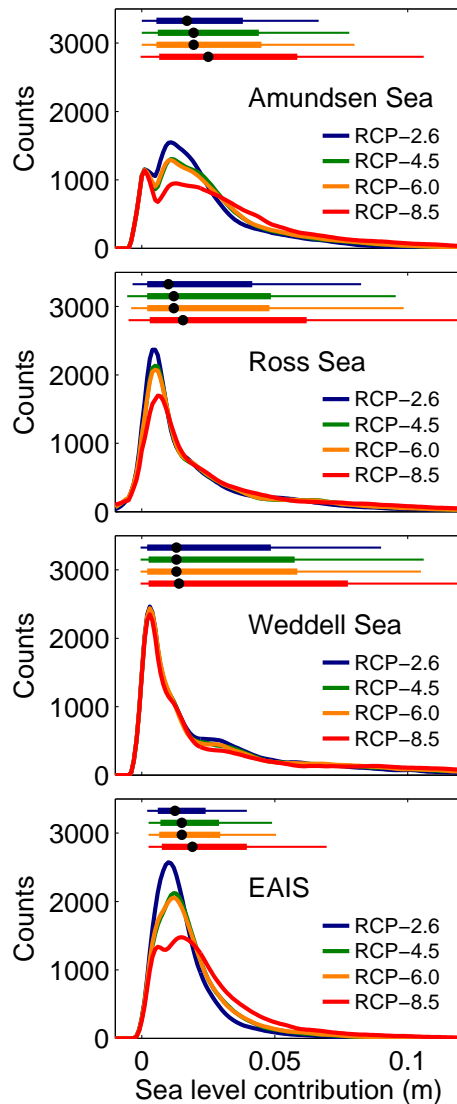 3000
2000
1000
0
Counts
Amundsen Sea
RCP−2.6
RCP−4.5
RCP−6.0
RCP−8.5
3000
2000
1000
0
Counts
Ross Sea
RCP−2.6
RCP−4.5
RCP−6.0
RCP−8.5
3000
2000
1000
0
Counts
Weddell Sea
RCP−2.6
RCP−4.5
RCP−6.0
RCP−8.5
3000
2000
1000
0
Counts
EAIS
RCP−2.6
RCP−4.5
RCP−6.0
RCP−8.5
0 0.05 0.1
Sea level contribution (m)